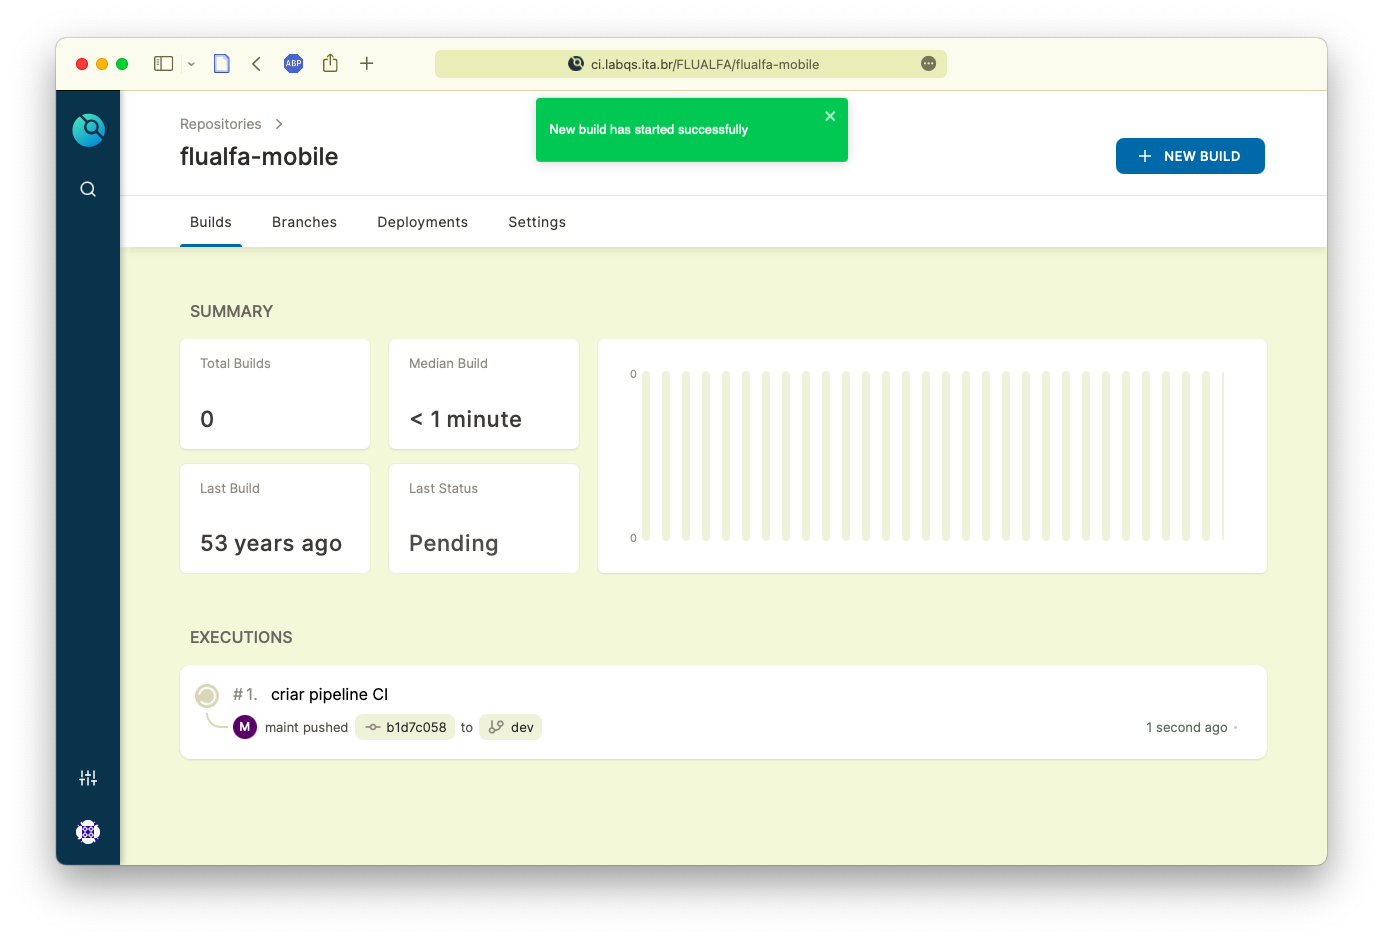 ABP
ci.labqs.ita.br/FLUALFA/flualfa-mobile
New build has started successfully
Repositories
flualfa-mobile
NEW BUILD
Builds
Branches
Deployments
Settings
SUMMARY
Total Builds
0
Median Build
< 1 minute
Last Build
53 years ago
Last Status
Pending
0
0
EXECUTIONS
#1. criar pipeline CI
M maint pushed b1d7c058 to dev
1 second ago